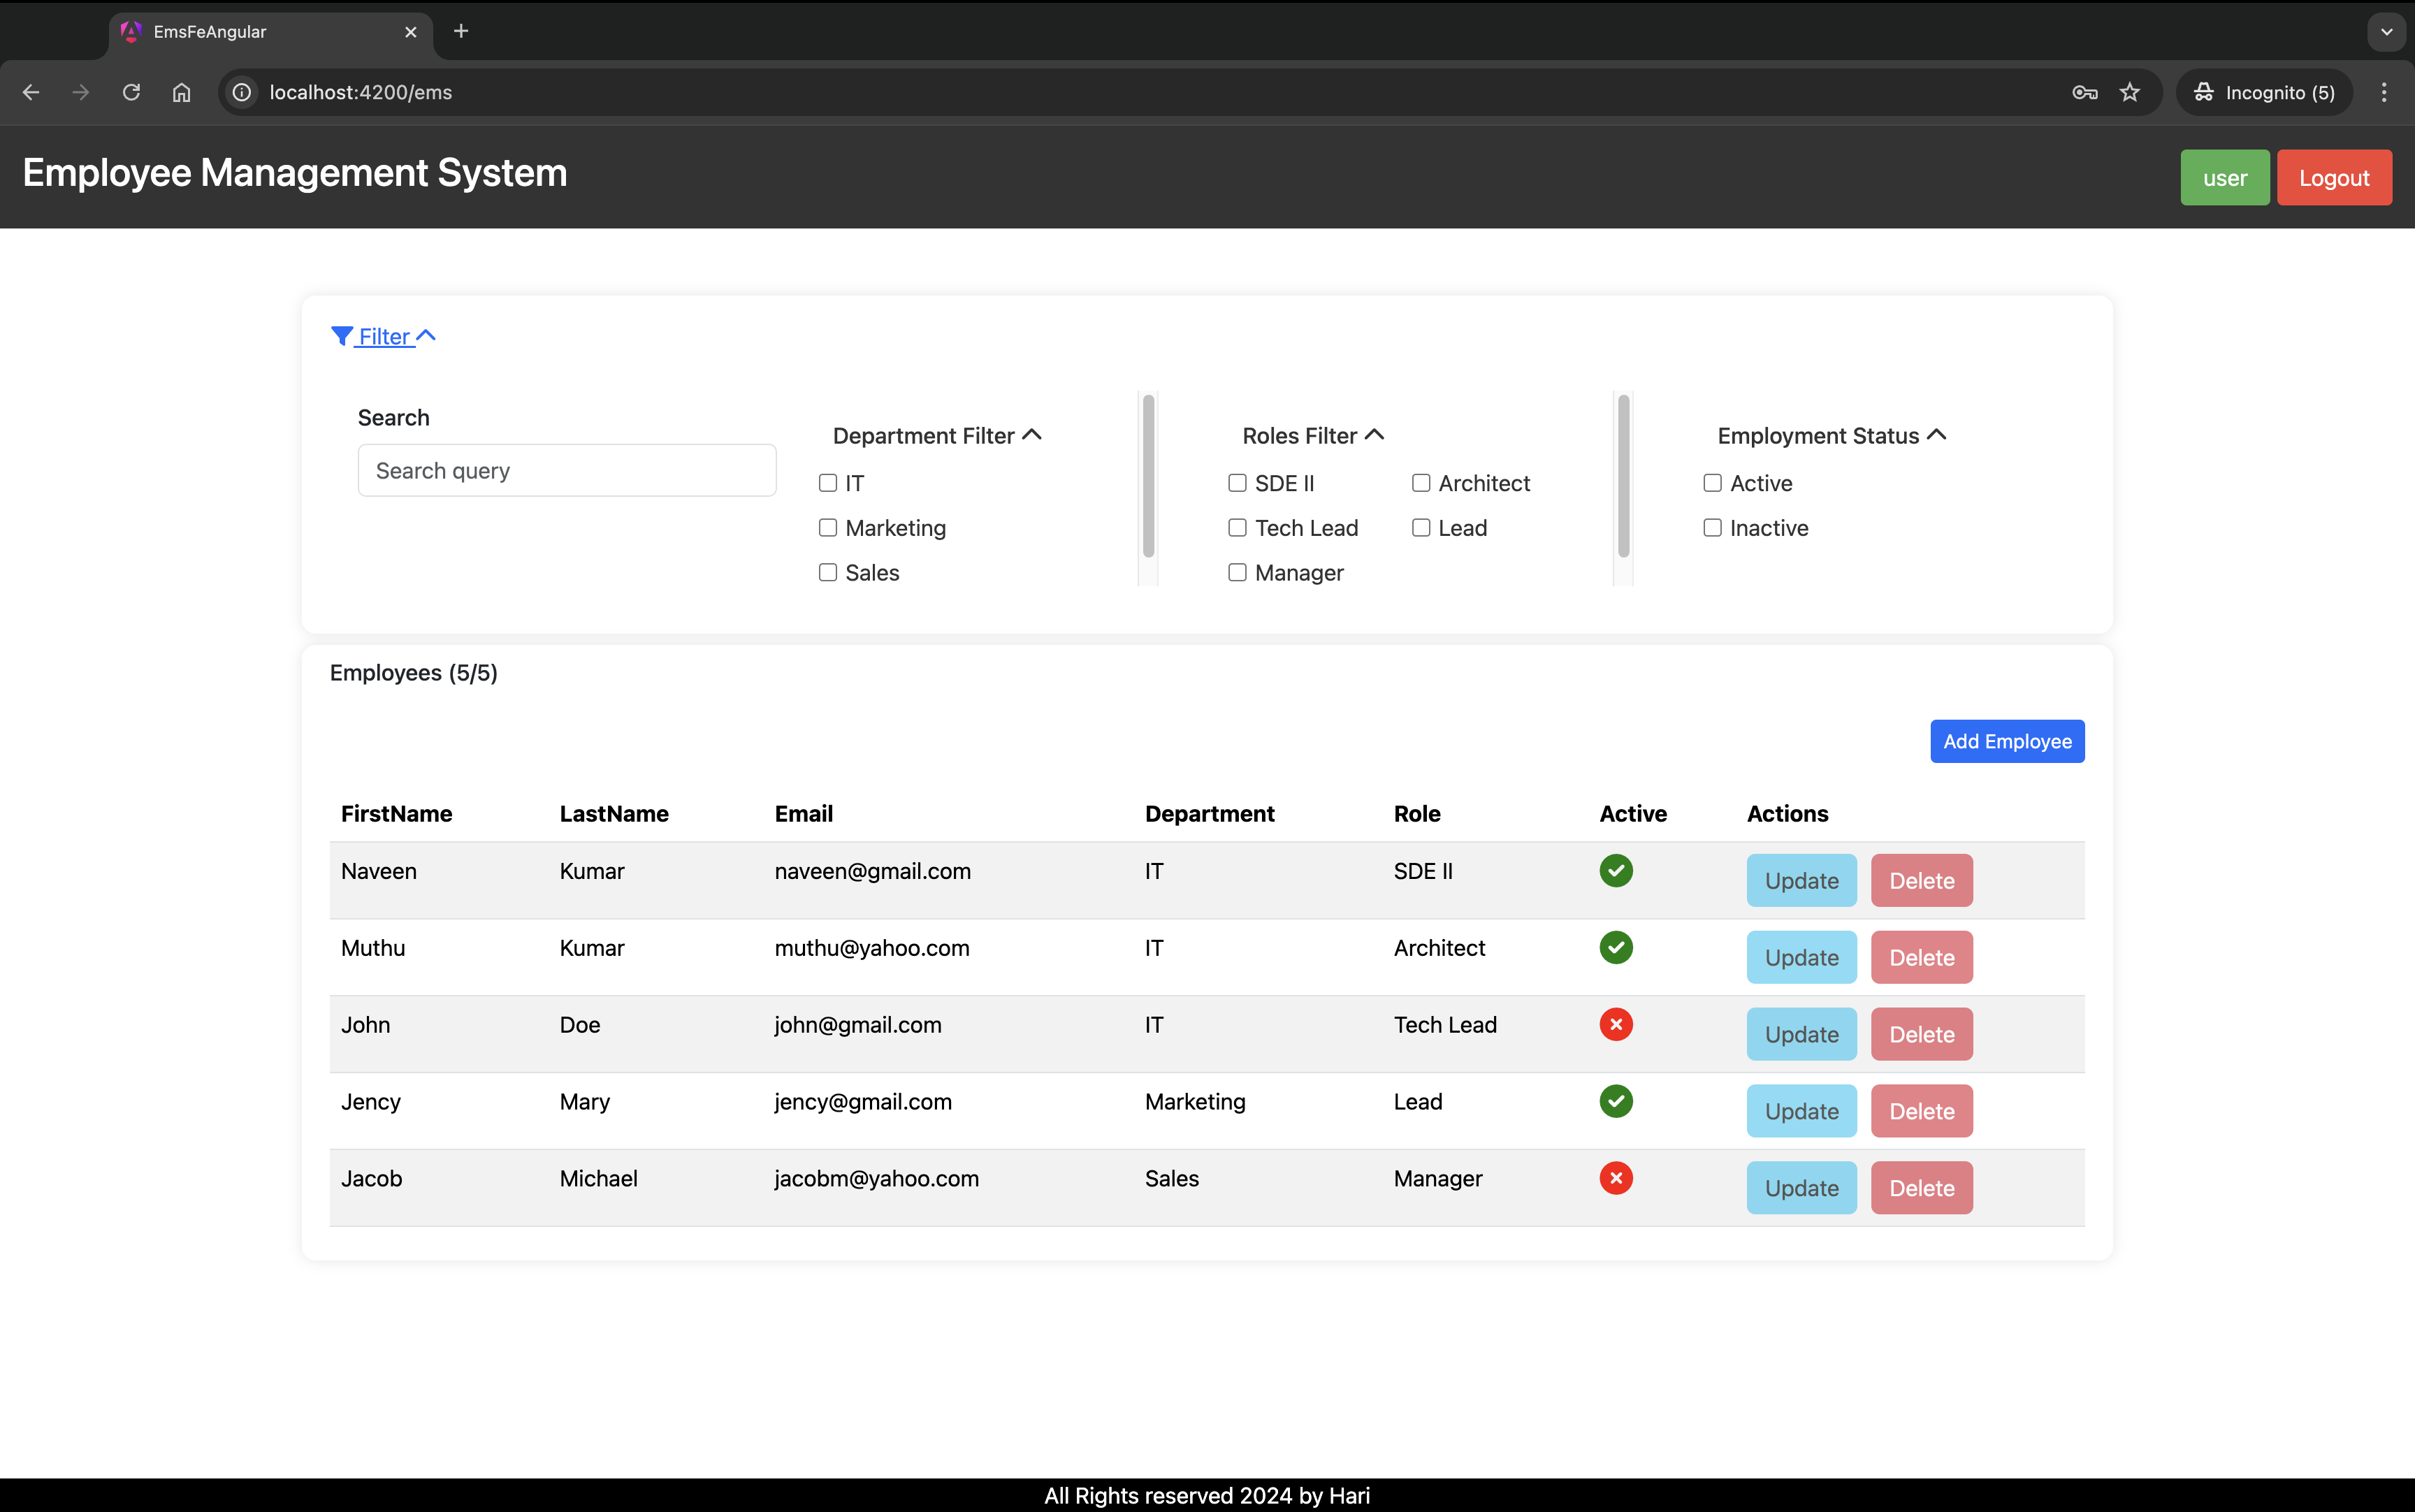 EmsFeAngular
localhost:4200/ems
Incognito (5)
Employee Management System
user
Logout
Filter
Search
Search query
Department Filter
IT
Marketing
Sales
Roles Filter
SDE II
Architect
Tech Lead
Lead
Manager
Employment Status
Active
Inactive
Employees (5/5)
Add Employee
FirstName LastName Email Department Role Active Actions
Naveen Kumar naveen@gmail.com IT SDE II Update Delete
Muthu Kumar muthu@yahoo.com IT Architect Update Delete
John Doe john@gmail.com IT Tech Lead Update Delete
Jency Mary jency@gmail.com Marketing Lead Update Delete
Jacob Michael jacobm@yahoo.com Sales Manager Update Delete
All Rights reserved 2024 by Hari